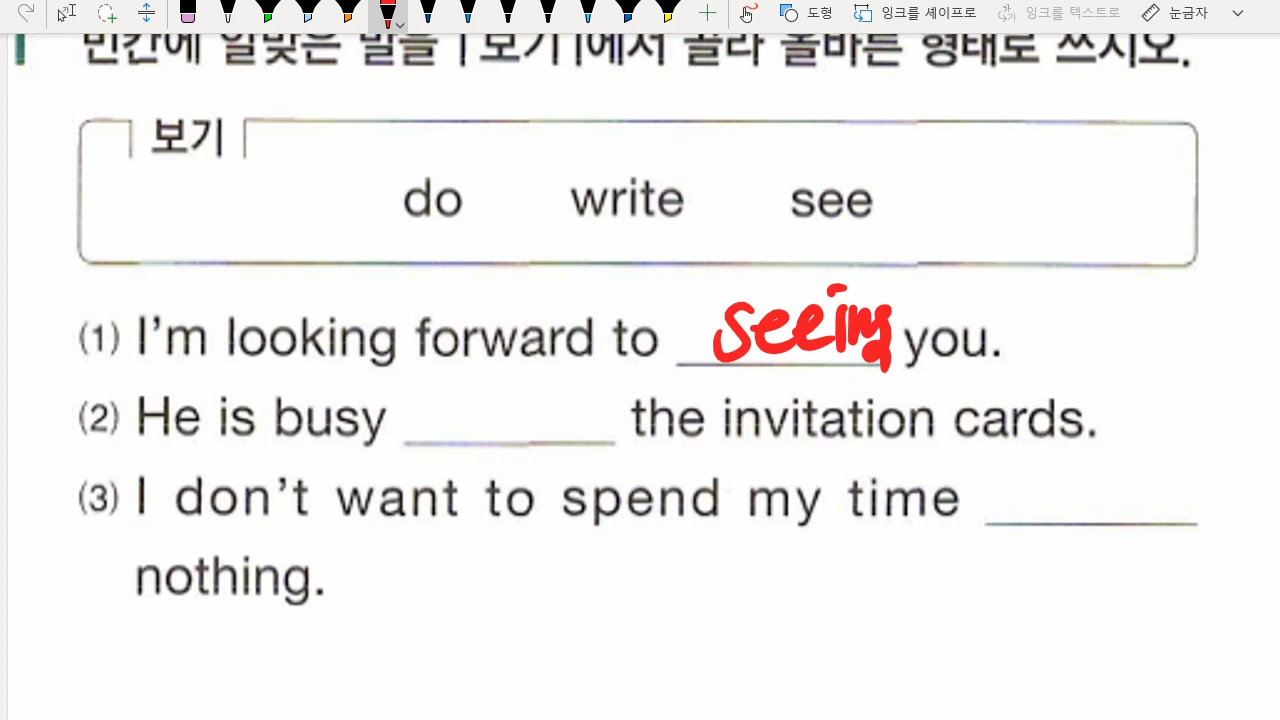 도형 잉크를 셰이프로 잉크를 텍스트로 눈금자
빈칸에 알맞은 말을 |보기|에서 골라 올바른 형태로 쓰시오.
보기
do write see
(1) I'm looking forward to seeing you.
(2) He is busy ________ the invitation cards.
(3) I don't want to spend my time ________
nothing.